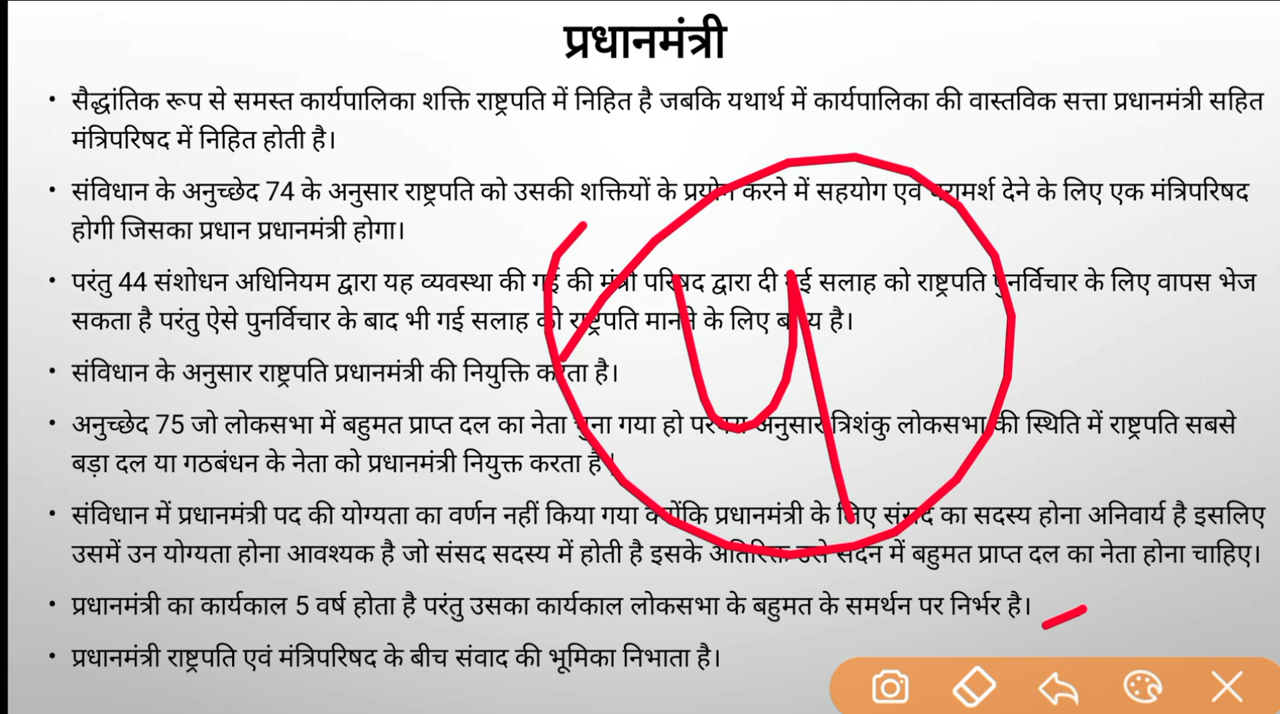 प्रधानमंत्री
• सैद्धांतिक रूप से समस्त कार्यपालिका शक्ति राष्ट्रपति में निहित है जबकि यथार्थ में कार्यपालिका की वास्तविक सत्ता प्रधानमंत्री सहित
मंत्रिपरिषद में निहित होती है।
• संविधान के अनुच्छेद 74 के अनुसार राष्ट्रपति को उसकी शक्तियों के प्रयोग करने में सहयोग एवं परामर्श देने के लिए एक मंत्रिपरिषद
होगी जिसका प्रधान प्रधानमंत्री होगा।
• परंतु 44 संशोधन अधिनियम द्वारा यह व्यवस्था की गई की मंत्री परिषद द्वारा दी गई सलाह को राष्ट्रपति पुनर्विचार के लिए वापस भेज
सकता है परंतु ऐसे पुनर्विचार के बाद भी गई सलाह को राष्ट्रपति मानने के लिए बाध्य है।
• संविधान के अनुसार राष्ट्रपति प्रधानमंत्री की नियुक्ति करता है।
• अनुच्छेद 75 जो लोकसभा में बहुमत प्राप्त दल का नेता चुना गया हो अनुसार त्रिशंकु लोकसभा की स्थिति में राष्ट्रपति सबसे
बड़ा दल या गठबंधन के नेता को प्रधानमंत्री नियुक्त करता है।
• संविधान में प्रधानमंत्री पद की योग्यता का वर्णन नहीं किया गया क्योंकि प्रधानमंत्री के लिए संसद का सदस्य होना अनिवार्य है इसलिए
उसमें उन योग्यता होना आवश्यक है जो संसद सदस्य में होती है इसके अतिरिक्त उसे सदन में बहुमत प्राप्त दल का नेता होना चाहिए।
• प्रधानमंत्री का कार्यकाल 5 वर्ष होता है परंतु उसका कार्यकाल लोकसभा के बहुमत के समर्थन पर निर्भर है।
• प्रधानमंत्री राष्ट्रपति एवं मंत्रिपरिषद के बीच संवाद की भूमिका निभाता है।